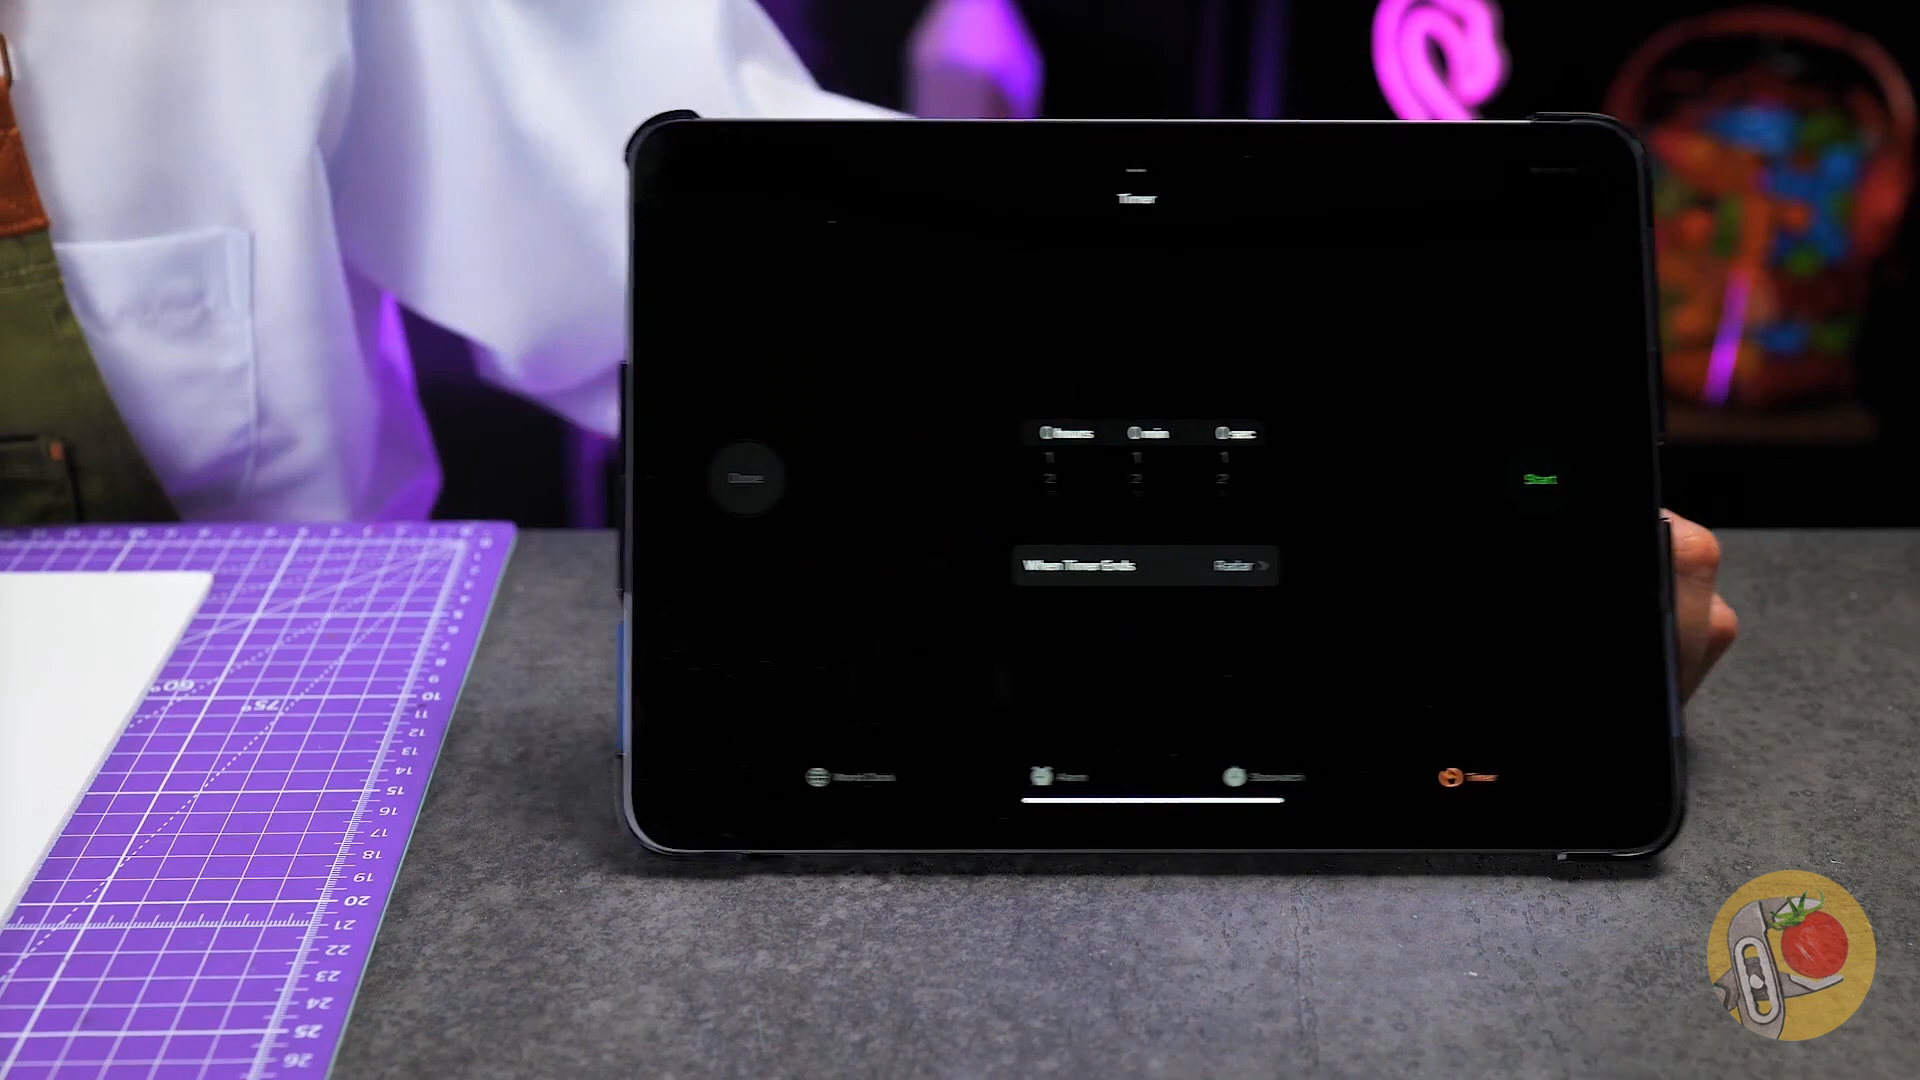 Timer
0 hours 0 min 0 sec
1 1 1
2 2 2
Start
When Timer Ends Radar >
World Clock Alarm Stopwatch Timer
60°
75°
9
10
11
12
13
14
15
16
17
18
19
20
21
22
23
24
25
26